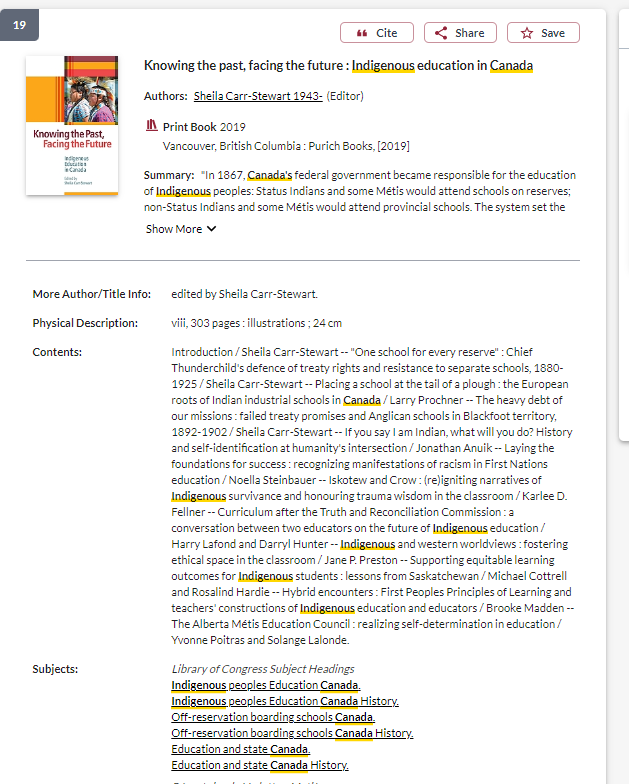 19
Cite
Share
Save
Knowing the past, facing the future : Indigenous education in Canada
Authors: Sheila Carr-Stewart 1943- (Editor)
Knowing the Past,
Facing the Future
Indigenous
Education
in Canada
Edited by
Sheila Carr-Stewart
Print Book 2019
Vancouver, British Columbia : Purich Books, [2019]
Summary: "In 1867, Canada's federal government became responsible for the education
of Indigenous peoples: Status Indians and some Métis would attend schools on reserves;
non-Status Indians and some Métis would attend provincial schools. The system set the
Show More
More Author/Title Info: edited by Sheila Carr-Stewart.
Physical Description: viii, 303 pages : illustrations ; 24 cm
Contents: Introduction / Sheila Carr-Stewart -- "One school for every reserve" : Chief
Thunderchild's defence of treaty rights and resistance to separate schools, 1880-
1925 / Sheila Carr-Stewart -- Placing a school at the tail of a plough : the European
roots of Indian industrial schools in Canada / Larry Prochner -- The heavy debt of
our missions : failed treaty promises and Anglican schools in Blackfoot territory,
1892-1902 / Sheila Carr-Stewart -- If you say I am Indian, what will you do? History
and self-identification at humanity's intersection / Jonathan Anuik -- Laying the
foundations for success : recognizing manifestations of racism in First Nations
education / Noella Steinbauer -- Iskotew and Crow : (re)igniting narratives of
Indigenous survivance and honouring trauma wisdom in the classroom / Karlee D.
Fellner -- Curriculum after the Truth and Reconciliation Commission : a
conversation between two educators on the future of Indigenous education /
Harry Lafond and Darryl Hunter -- Indigenous and western worldviews : fostering
ethical space in the classroom / Jane P. Preston -- Supporting equitable learning
outcomes for Indigenous students : lessons from Saskatchewan / Michael Cottrell
and Rosalind Hardie -- Hybrid encounters : First Peoples Principles of Learning and
teachers' constructions of Indigenous education and educators / Brooke Madden --
The Alberta Métis Education Council : realizing self-determination in education /
Yvonne Poitras and Solange Lalonde.
Subjects: Library of Congress Subject Headings
Indigenous peoples Education Canada.
Indigenous peoples Education Canada History.
Off-reservation boarding schools Canada.
Off-reservation boarding schools Canada History.
Education and state Canada.
Education and state Canada History.